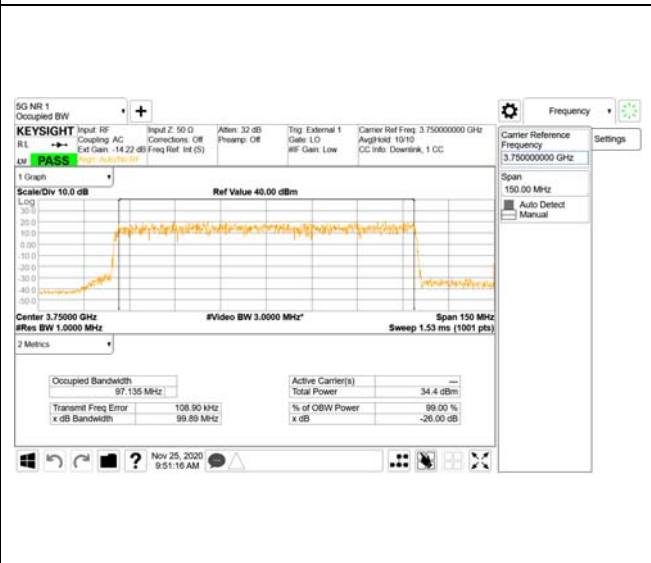 5G NR 1
Occupied BW
Frequency
KEYSIGHT
RL
PASS
Input: RF
Coupling: AC
Ext Gain: -14.22 dB
Align: Auto/No RF
Input Z: 50 Ω
Corrections: Off
Freq Ref: Int (S)
Atten: 32 dB
Preamp: Off
Trig: External 1
Gate: LO
#IF Gain: Low
Carrier Ref Freq: 3.750000000 GHz
Avg|Hold: 10/10
CC Info: Downlink, 1 CC
Carrier Reference
Frequency
3.750000000 GHz
Settings
Span
150.00 MHz
Auto Detect
Manual
1 Graph
Scale/Div 10.0 dB
Ref Value 40.00 dBm
Log
30.0
20.0
10.0
0.00
-10.0
-20.0
-30.0
-40.0
-50.0
Center 3.75000 GHz
#Video BW 3.0000 MHz*
Span 150 MHz
#Res BW 1.0000 MHz
Sweep 1.53 ms (1001 pts)
2 Metrics
Occupied Bandwidth
97.135 MHz
Transmit Freq Error 108.90 kHz
x dB Bandwidth 99.89 MHz
Active Carrier(s) ---
Total Power 34.4 dBm
% of OBW Power 99.00 %
x dB -26.00 dB
Nov 25, 2020
9:51:16 AM